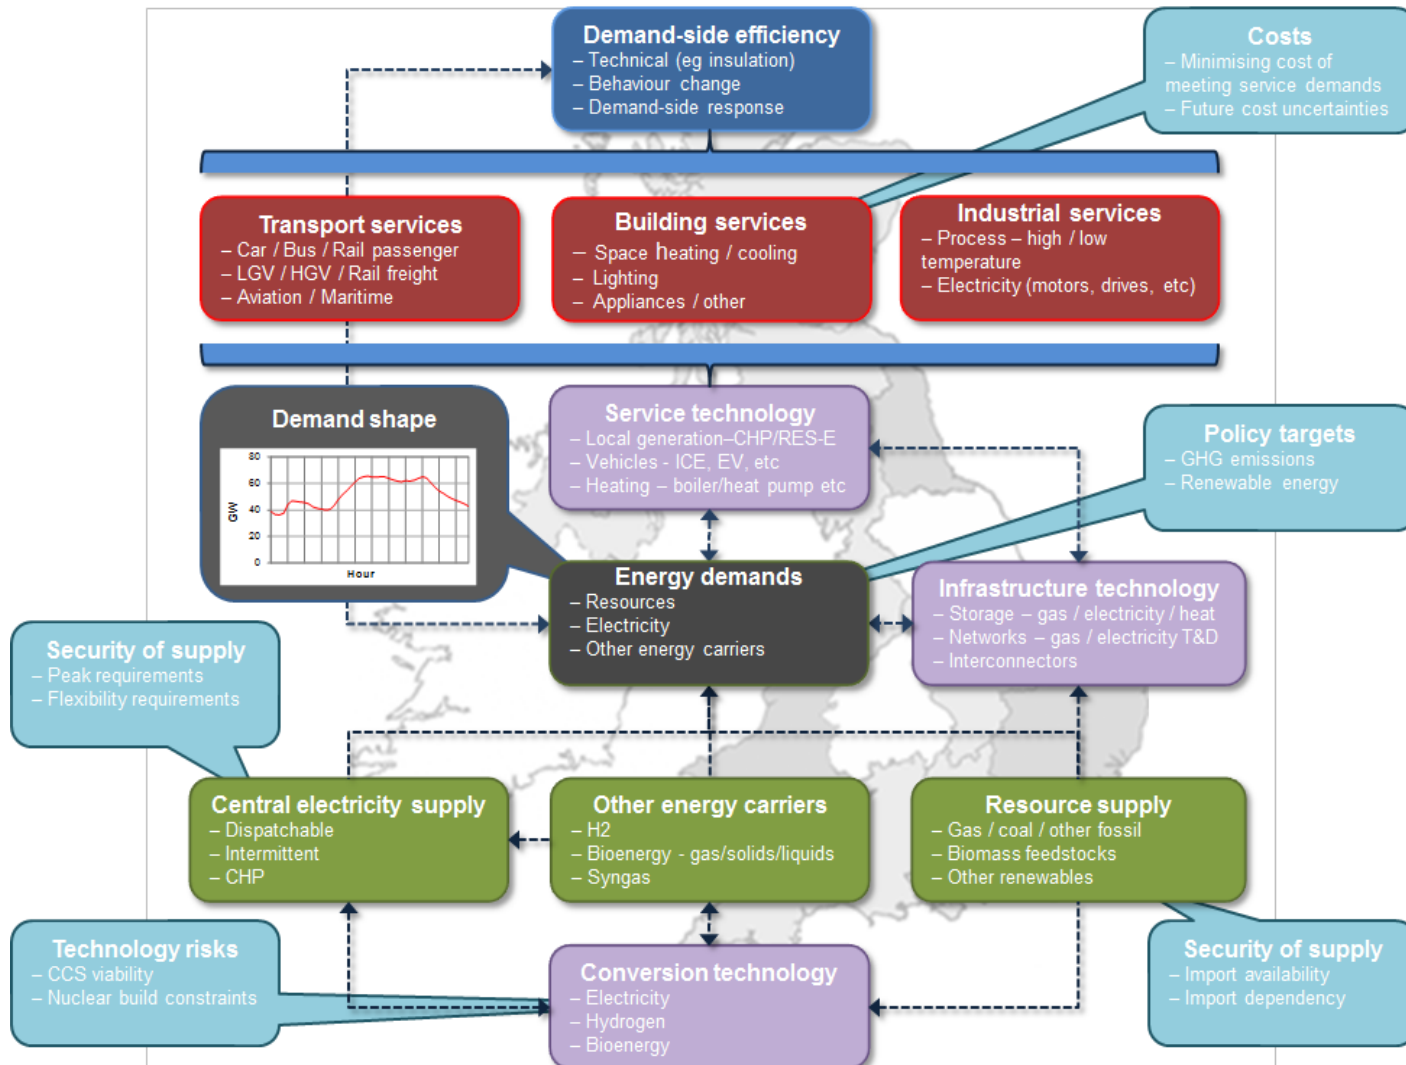 Demand-side efficiency
– Technical (eg insulation)
– Behaviour change
– Demand-side response
Costs
– Minimising cost of
meeting service demands
– Future cost uncertainties
Transport services
– Car / Bus / Rail passenger
– LGV / HGV / Rail freight
– Aviation / Maritime
Building services
– Space heating / cooling
– Lighting
– Appliances / other
Industrial services
– Process – high / low
temperature
– Electricity (motors, drives, etc)
Demand shape
80
60
40
20
0
GW
Hour
Service technology
– Local generation–CHP/RES-E
– Vehicles - ICE, EV, etc
– Heating – boiler/heat pump etc
Policy targets
– GHG emissions
– Renewable energy
Energy demands
– Resources
– Electricity
– Other energy carriers
Infrastructure technology
– Storage – gas / electricity / heat
– Networks – gas / electricity T&D
– Interconnectors
Security of supply
– Peak requirements
– Flexibility requirements
Central electricity supply
– Dispatchable
– Intermittent
– CHP
Other energy carriers
– H2
– Bioenergy - gas/solids/liquids
– Syngas
Resource supply
– Gas / coal / other fossil
– Biomass feedstocks
– Other renewables
Technology risks
– CCS viability
– Nuclear build constraints
Conversion technology
– Electricity
– Hydrogen
– Bioenergy
Security of supply
– Import availability
– Import dependency